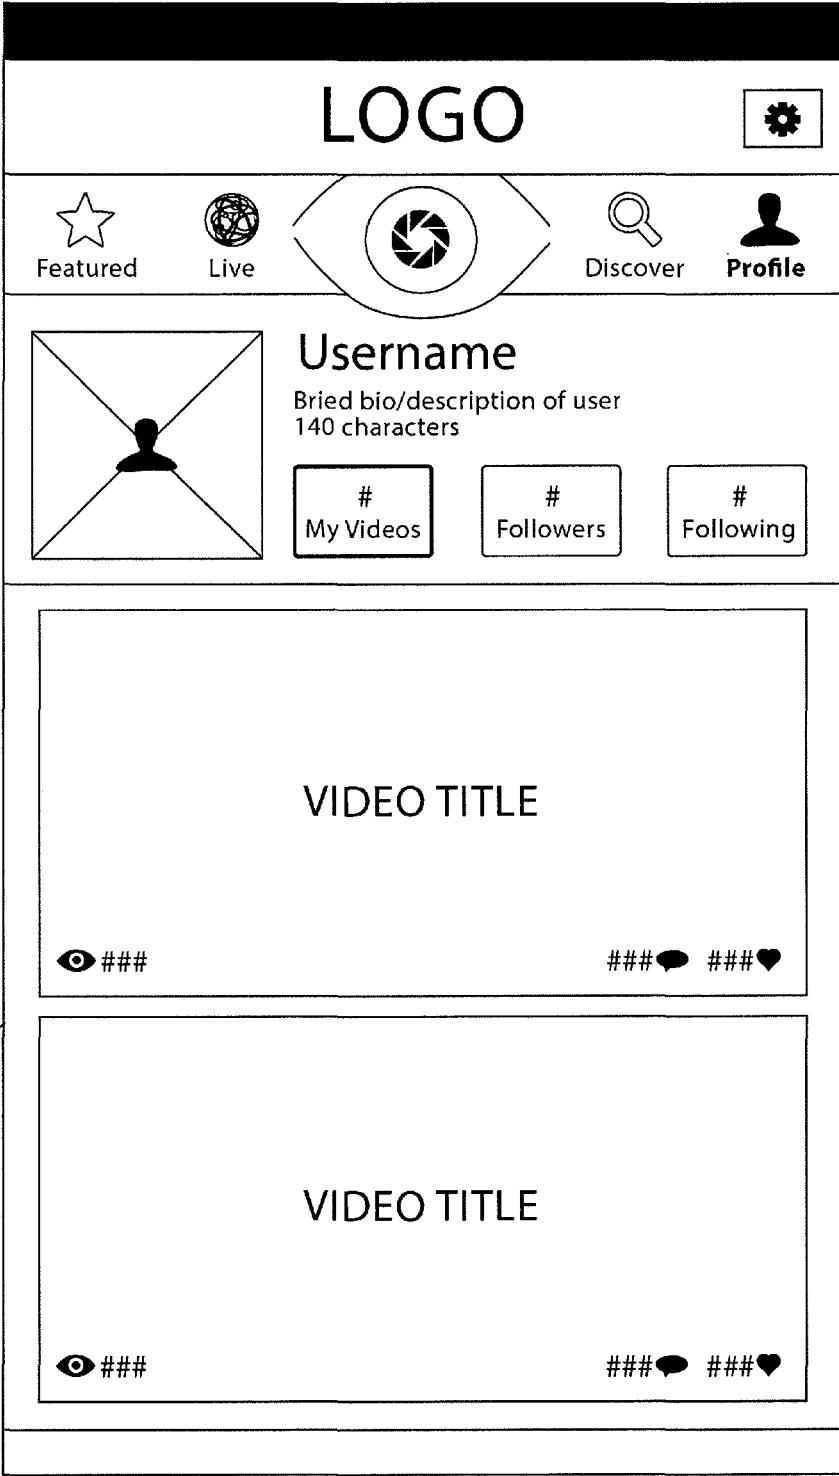 LOGO
Featured Live Discover Profile
Username
Bried bio/description of user
140 characters
# # #
My Videos Followers Following
VIDEO TITLE
### ### ###
VIDEO TITLE
### ### ###